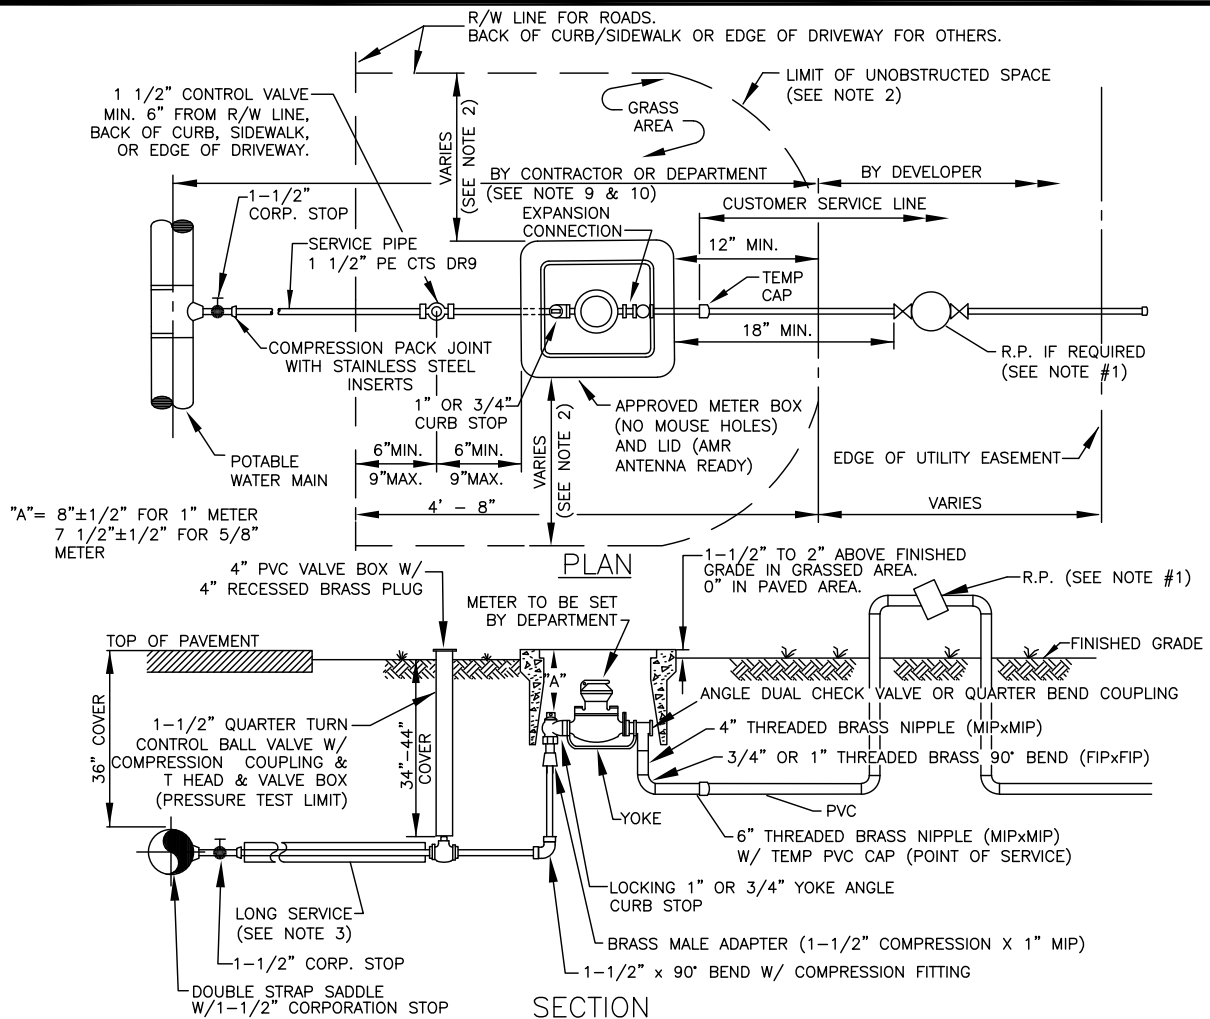 R/W LINE FOR ROADS.
BACK OF CURB/SIDEWALK OR EDGE OF DRIVEWAY FOR OTHERS.
LIMIT OF UNOBSTRUCTED SPACE
(SEE NOTE 2)
1 1/2" CONTROL VALVE
MIN. 6" FROM R/W LINE,
BACK OF CURB, SIDEWALK,
OR EDGE OF DRIVEWAY.
VARIES
(SEE NOTE 2)
GRASS
AREA
BY CONTRACTOR OR DEPARTMENT
(SEE NOTE 9 & 10)
BY DEVELOPER
1-1/2"
CORP. STOP
EXPANSION
CONNECTION
CUSTOMER SERVICE LINE
SERVICE PIPE
1 1/2" PE CTS DR9
12" MIN.
TEMP
CAP
18" MIN.
COMPRESSION PACK JOINT
WITH STAINLESS STEEL
INSERTS
R.P. IF REQUIRED
(SEE NOTE #1)
1" OR 3/4"
CURB STOP
APPROVED METER BOX
(NO MOUSE HOLES)
AND LID (AMR
ANTENNA READY)
POTABLE
WATER MAIN
6"MIN.
9"MAX.
6"MIN.
9"MAX.
VARIES
(SEE NOTE 2)
EDGE OF UTILITY EASEMENT
4' - 8"
VARIES
"A"= 8"±1/2" FOR 1" METER
7 1/2"±1/2" FOR 5/8"
METER
PLAN
4" PVC VALVE BOX W/
4" RECESSED BRASS PLUG
METER TO BE SET
BY DEPARTMENT
1-1/2" TO 2" ABOVE FINISHED
GRADE IN GRASSED AREA.
0" IN PAVED AREA.
R.P. (SEE NOTE #1)
TOP OF PAVEMENT
FINISHED GRADE
"A"
36" COVER
1-1/2" QUARTER TURN
CONTROL BALL VALVE W/
COMPRESSION COUPLING &
T HEAD & VALVE BOX
(PRESSURE TEST LIMIT)
34"-44"
COVER
ANGLE DUAL CHECK VALVE OR QUARTER BEND COUPLING
4" THREADED BRASS NIPPLE (MIPxMIP)
3/4" OR 1" THREADED BRASS 90° BEND (FIPxFIP)
YOKE
PVC
6" THREADED BRASS NIPPLE (MIPxMIP)
W/ TEMP PVC CAP (POINT OF SERVICE)
LOCKING 1" OR 3/4" YOKE ANGLE
CURB STOP
LONG SERVICE
(SEE NOTE 3)
BRASS MALE ADAPTER (1-1/2" COMPRESSION X 1" MIP)
1-1/2" CORP. STOP
1-1/2" x 90° BEND W/ COMPRESSION FITTING
DOUBLE STRAP SADDLE
W/1-1/2" CORPORATION STOP
SECTION